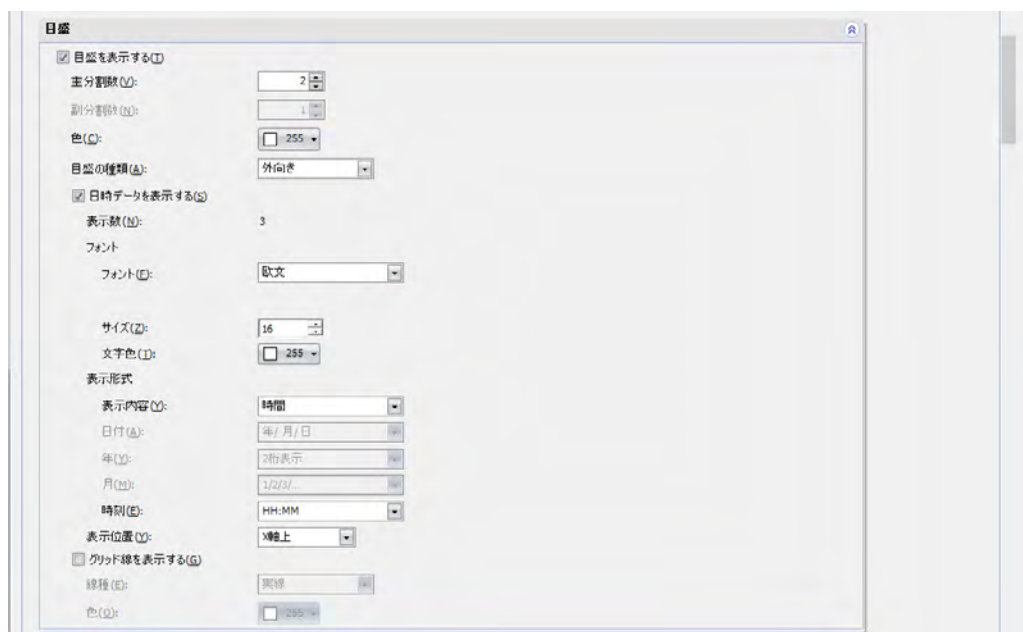 目盛
目盛を表示する(T)
主分割数(V): 2
副分割数(N): 1
色(C): 255
目盛の種類(A): 外向き
日時データを表示する(S)
表示数(N): 3
フォント
フォント(F): 欧文
サイズ(Z): 16
文字色(T): 255
表示形式
表示内容(Y): 時間
日付(A): 年/月/日
年(Y): 2桁表示
月(M): 1/2/3/...
時刻(E): HH:MM
表示位置(Y): X軸上
グリッド線を表示する(G)
線種(E): 実線
色(O): 255